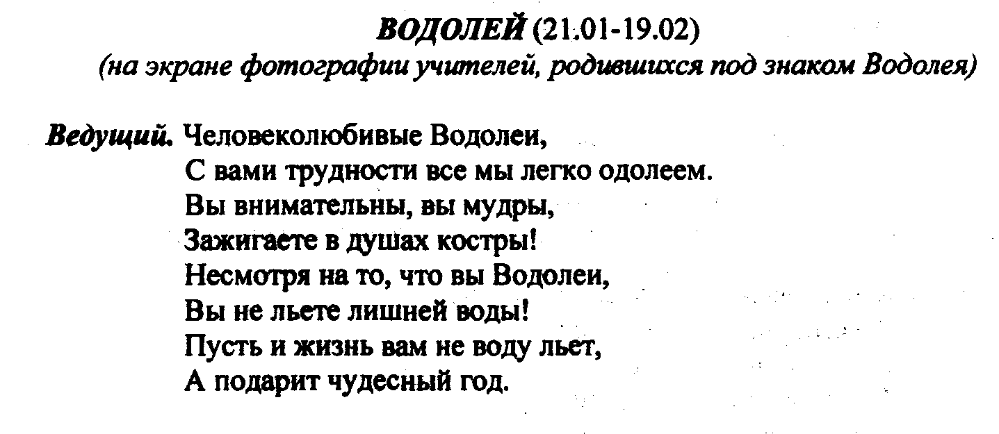 ВОДОЛЕЙ (21.01-19.02)
(на экране фотографии учителей, родившихся под знаком Водолея)
Ведущий. Человеколюбивые Водолеи,
С вами трудности все мы легко одолеем.
Вы внимательны, вы мудры,
Зажигаете в душах костры!
Несмотря на то, что вы Водолеи,
Вы не льете лишней воды!
Пусть и жизнь вам не воду льет,
А подарит чудесный год.